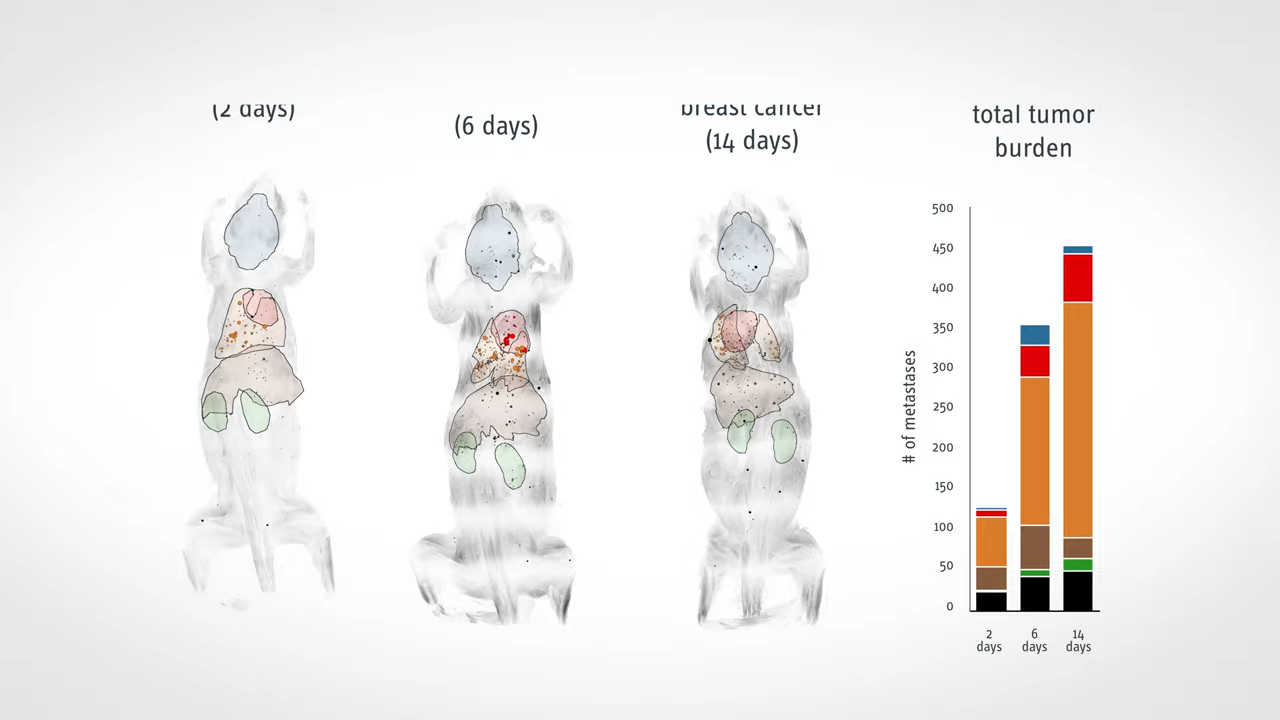 (2 days)
(6 days)
breast cancer
(14 days)
total tumor
burden
# of metastases
500
450
400
350
300
250
200
150
100
50
0
2
days
6
days
14
days